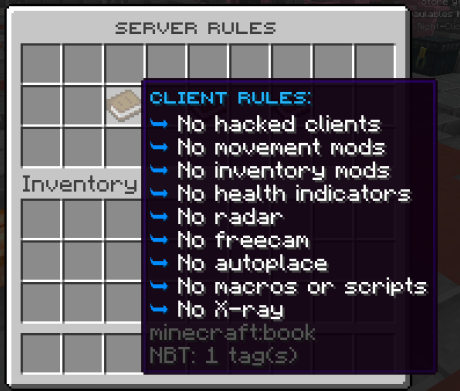 SERVER RULES
CLIENT RULES:
No hacked clients
No movement mods
Inventory
No inventory mods
No health indicators
No radar
No freecam
No autoplace
No macros or scripts
No X-ray
minecraft:book
NBT: 1 tag(s)